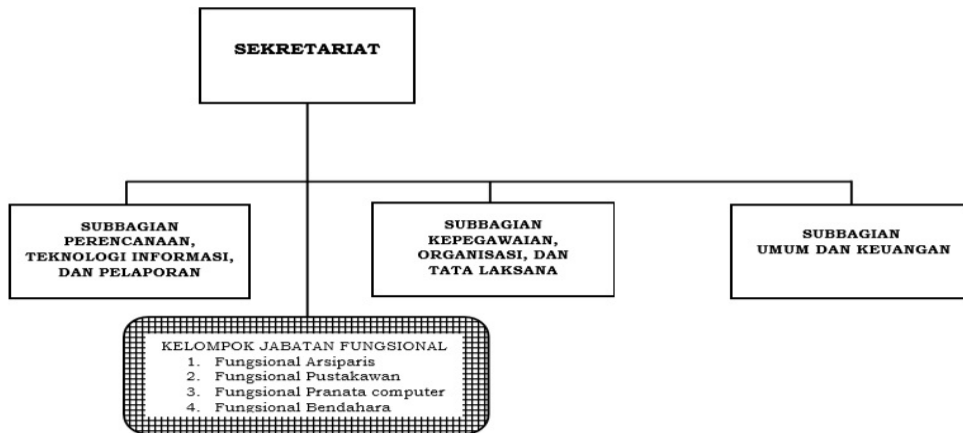 SEKRETARIAT
SUBBAGIAN
PERENCANAAN,
TEKNOLOGI INFORMASI,
DAN PELAPORAN
SUBBAGIAN
KEPEGAWAIAN,
ORGANISASI, DAN
TATA LAKSANA
SUBBAGIAN
UMUM DAN KEUANGAN
KELOMPOK JABATAN FUNGSIONAL
1. Fungsional Arsiparis
2. Fungsional Pustakawan
3. Fungsional Pranata computer
4. Fungsional Bendahara